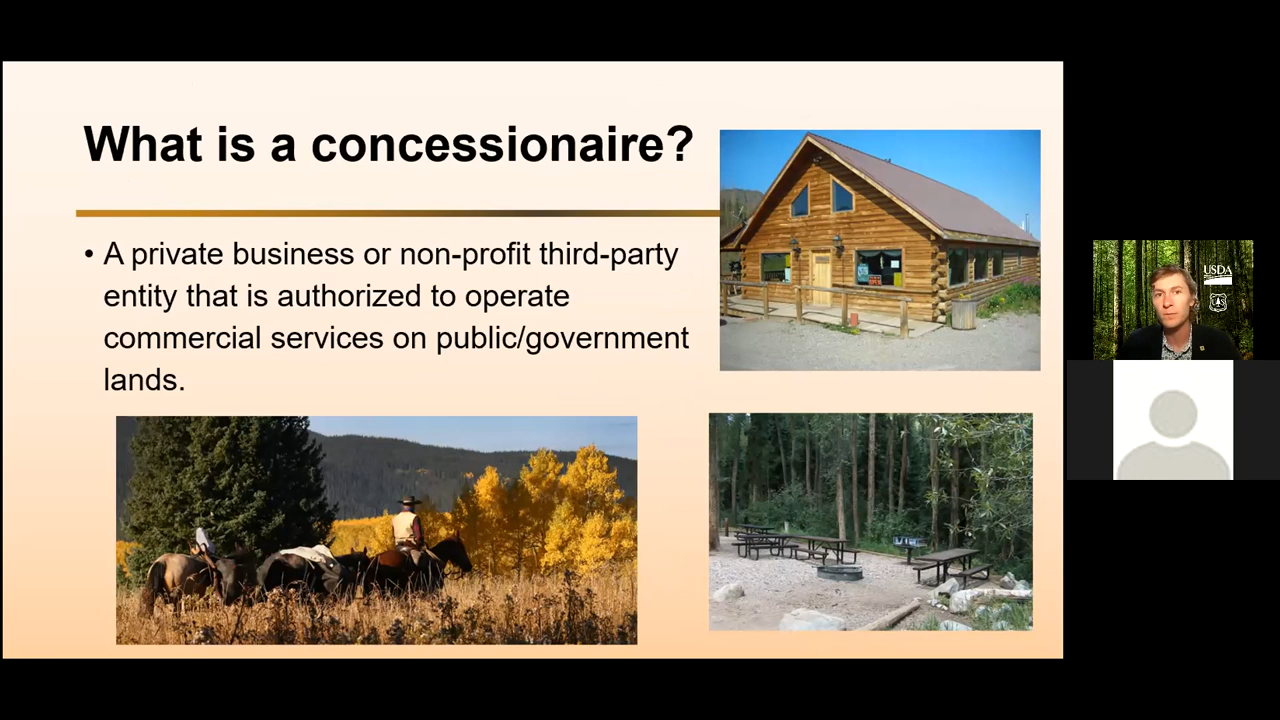 What is a concessionaire?
• A private business or non-profit third-party
entity that is authorized to operate
commercial services on public/government
lands.
USDA